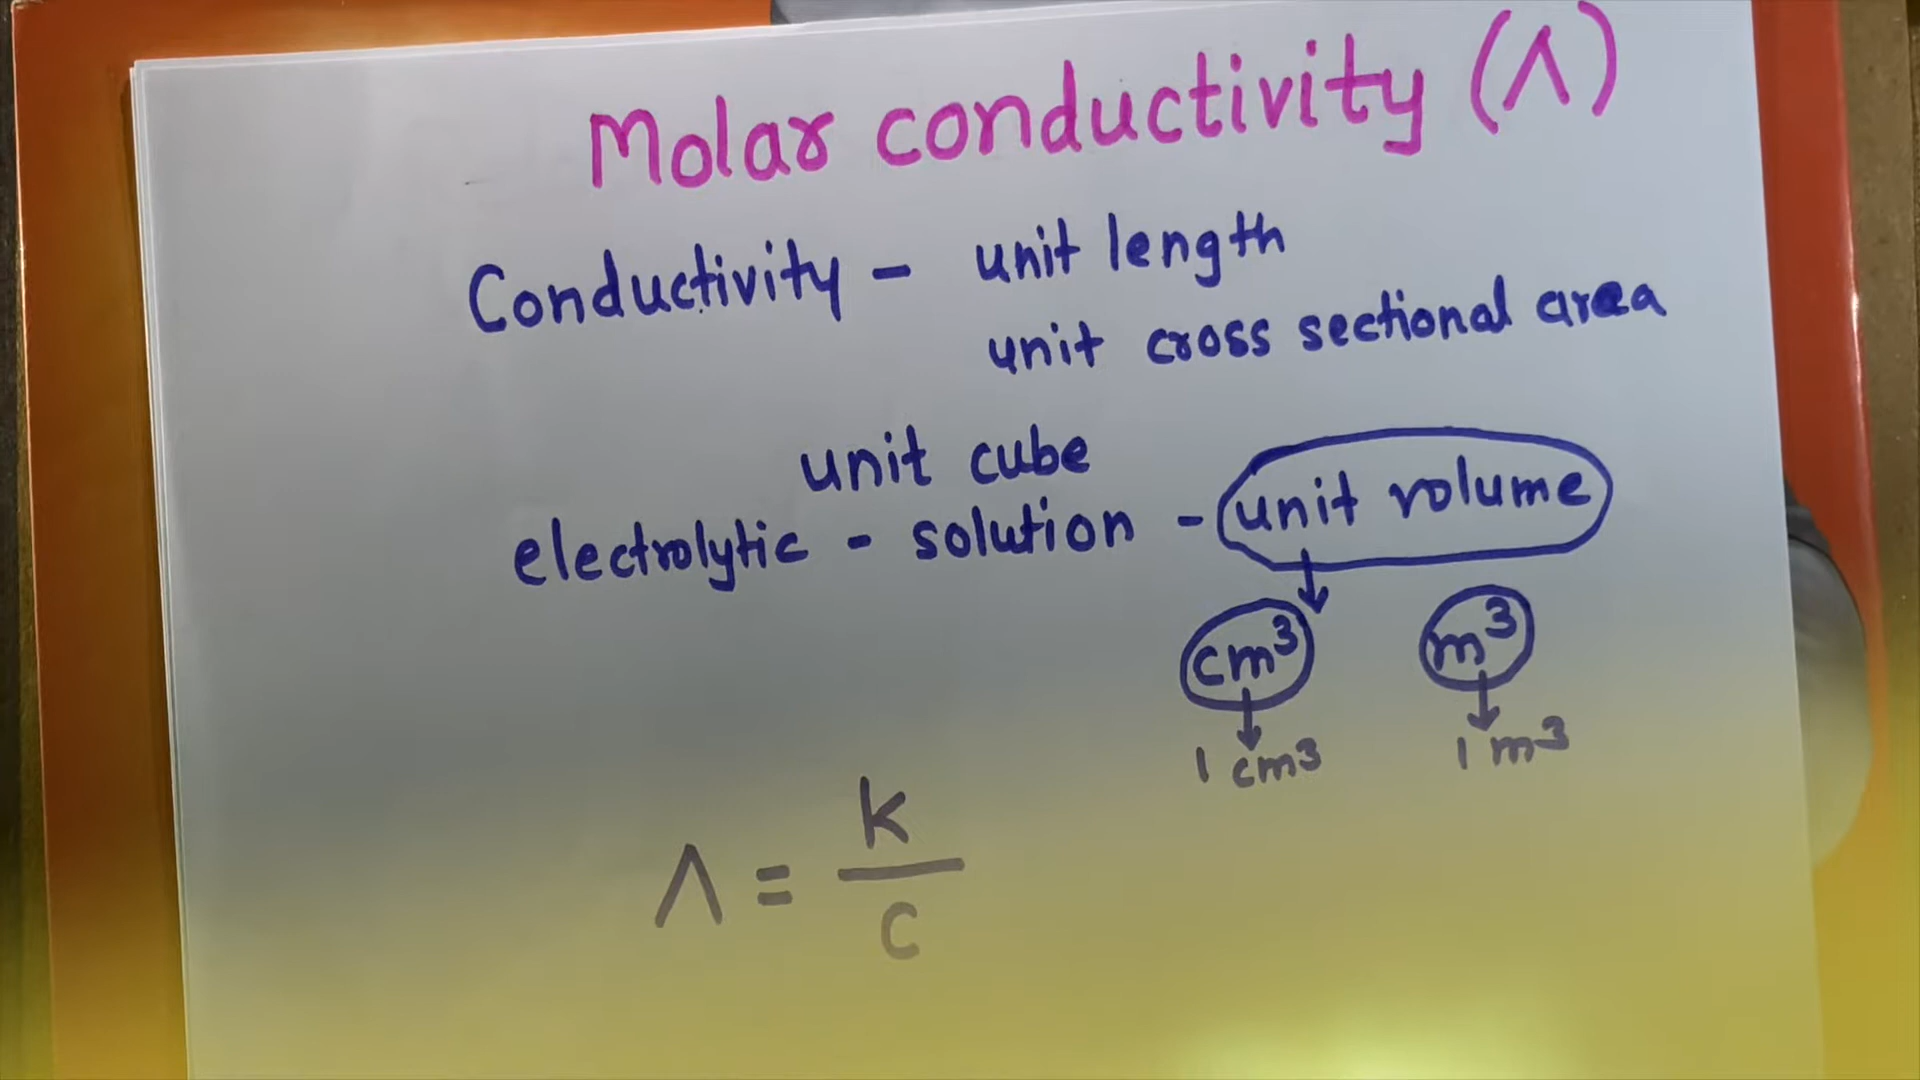 Molar conductivity (Λ)
Conductivity - unit length
unit cross sectional area
unit cube
electrolytic - solution - unit volume
cm³ m³
1 cm³ 1 m³
Λ = k/c